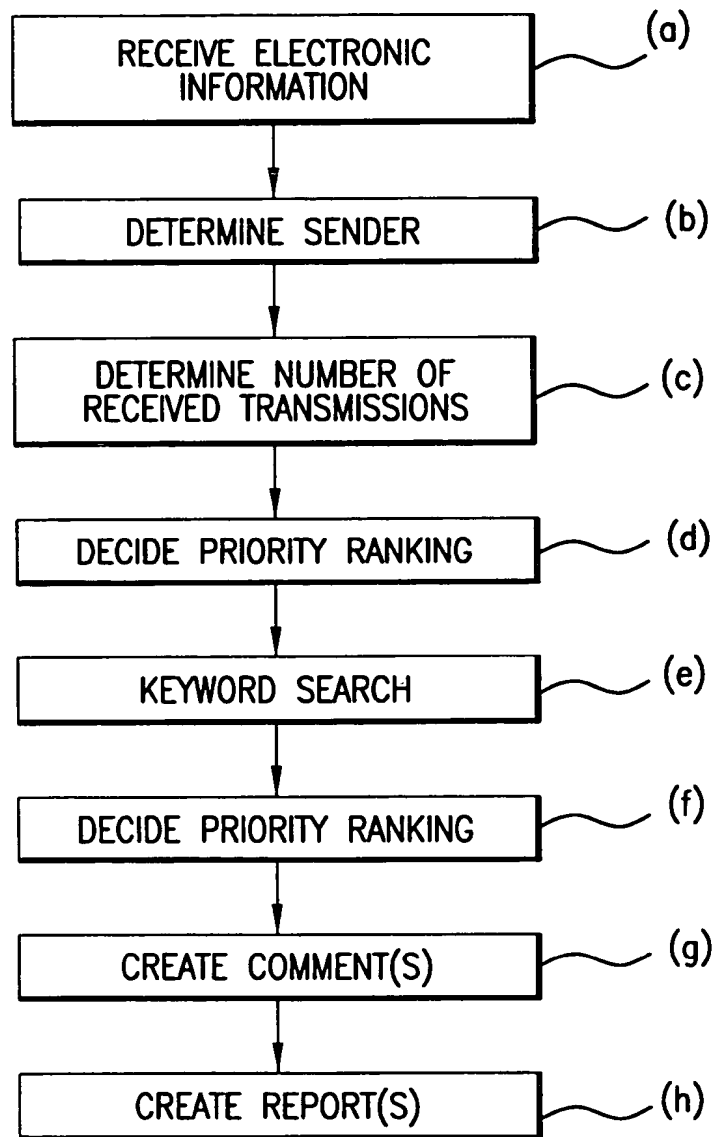 RECEIVE ELECTRONIC
INFORMATION
(a)
DETERMINE SENDER
(b)
DETERMINE NUMBER OF
RECEIVED TRANSMISSIONS
(c)
DECIDE PRIORITY RANKING
(d)
KEYWORD SEARCH
(e)
DECIDE PRIORITY RANKING
(f)
CREATE COMMENT(S)
(g)
CREATE REPORT(S)
(h)